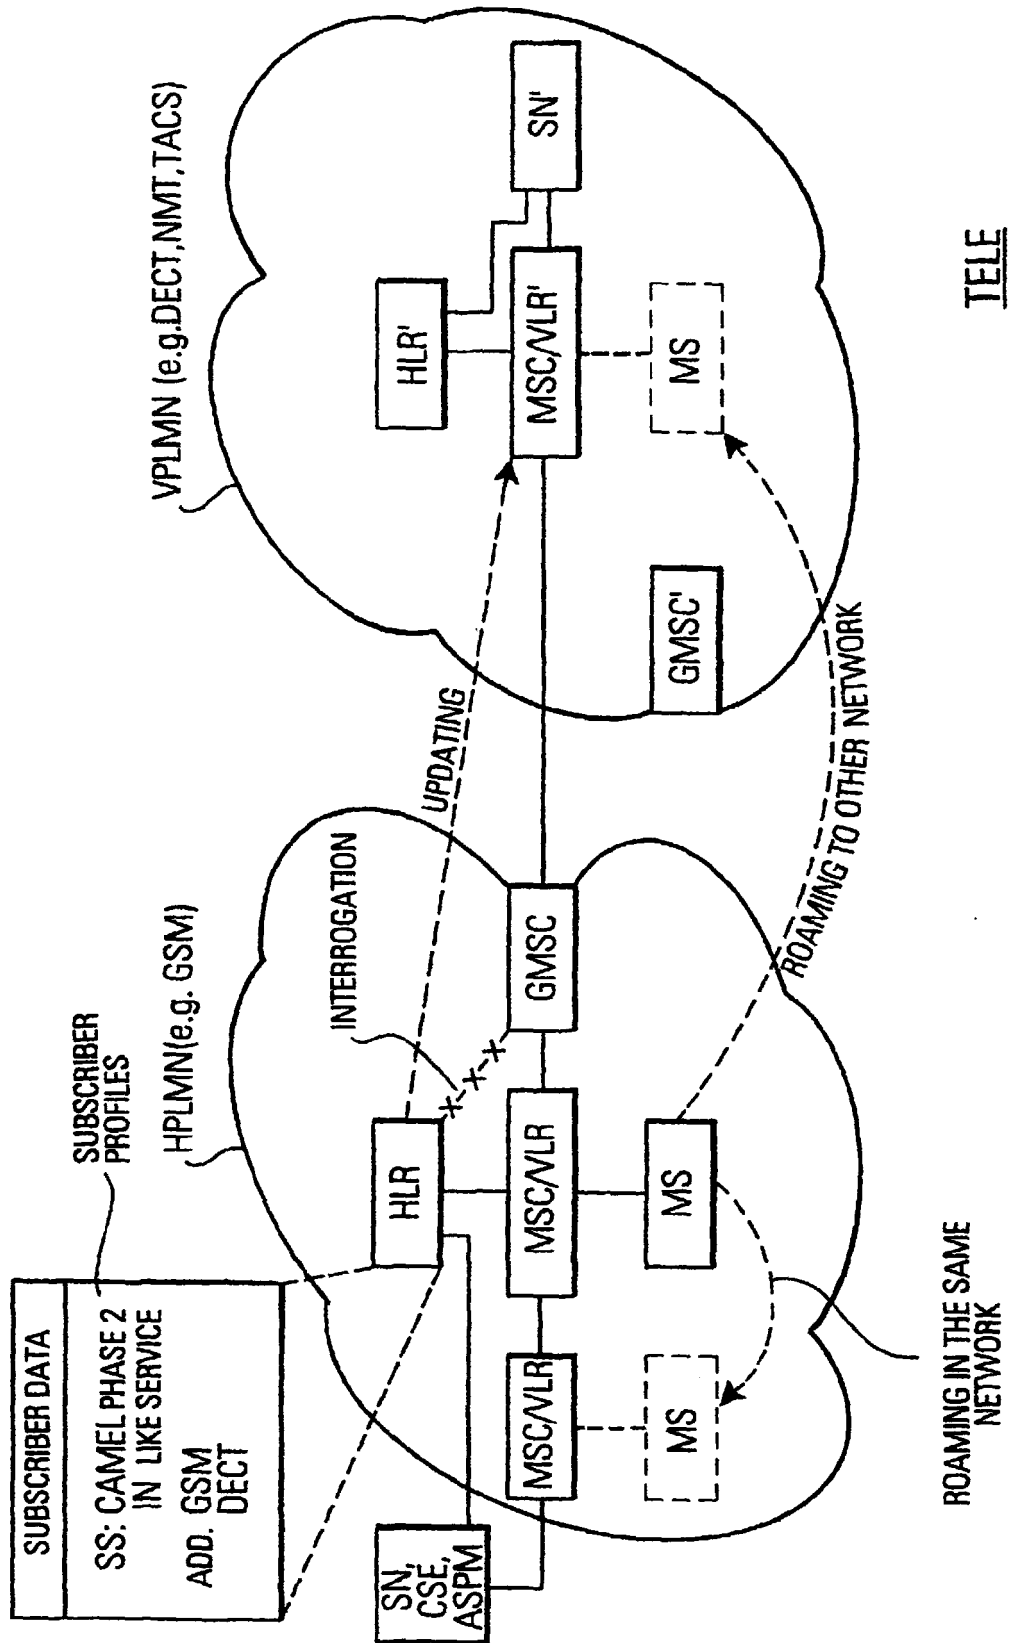 SUBSCRIBER DATA
SS: CAMEL PHASE 2
IN LIKE SERVICE
ADD. GSM
DECT
SUBSCRIBER
PROFILES
HPLMN(e.g. GSM)
VPLMN (e.g.DECT,NMT,TACS)
INTERROGATION
UPDATING
SN,
CSE,
ASPM
HLR
HLR'
MSC/VLR
MSC/VLR
GMSC
MSC/VLR'
SN'
MS
MS
GMSC'
MS
ROAMING IN THE SAME
NETWORK
ROAMING TO OTHER NETWORK
TELE